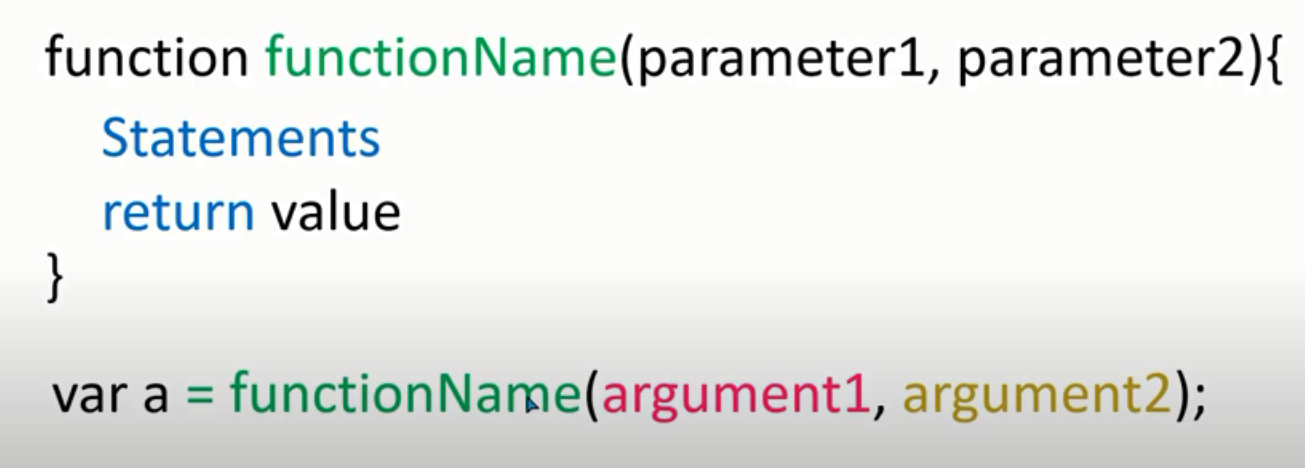 function functionName(parameter1, parameter2){
Statements
return value
}
var a = functionName(argument1, argument2);